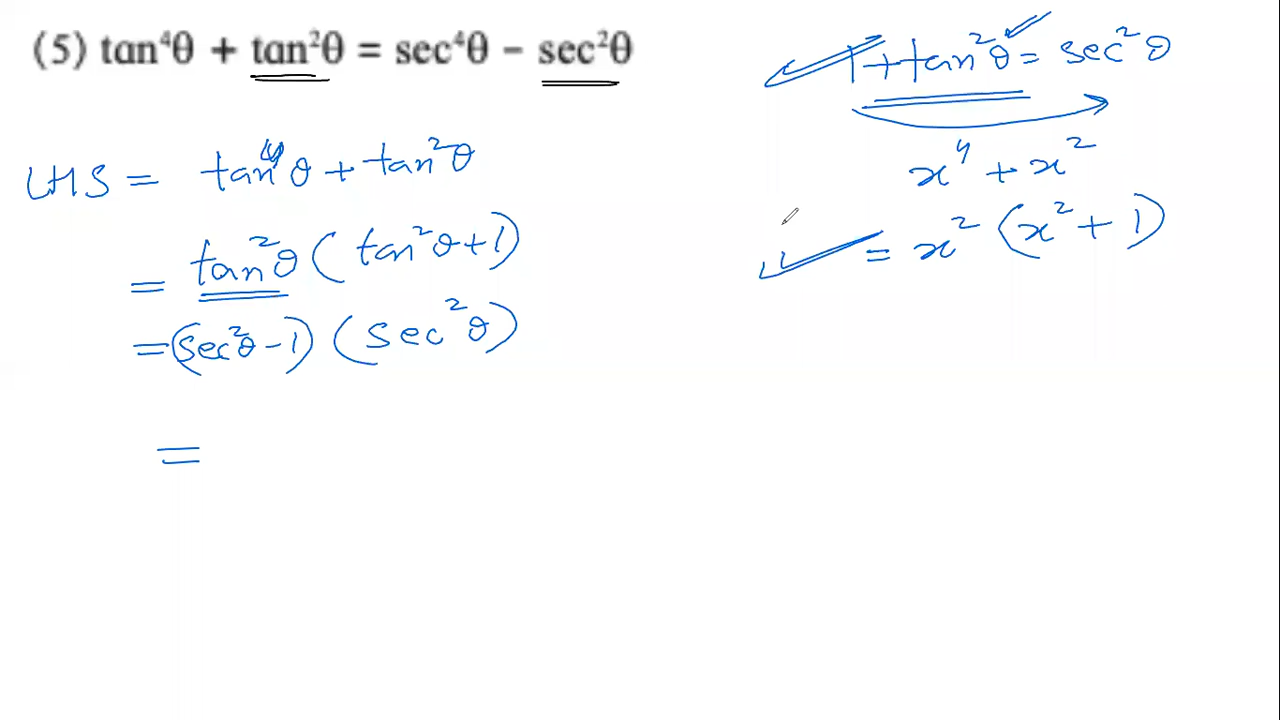 (5) tan⁴θ + tan²θ = sec⁴θ − sec²θ
1 + tan²θ = sec²θ
x⁴ + x²
= x² (x² + 1)
LHS = tan⁴θ + tan²θ
= tan²θ (tan²θ + 1)
= (sec²θ − 1) (sec²θ)
=